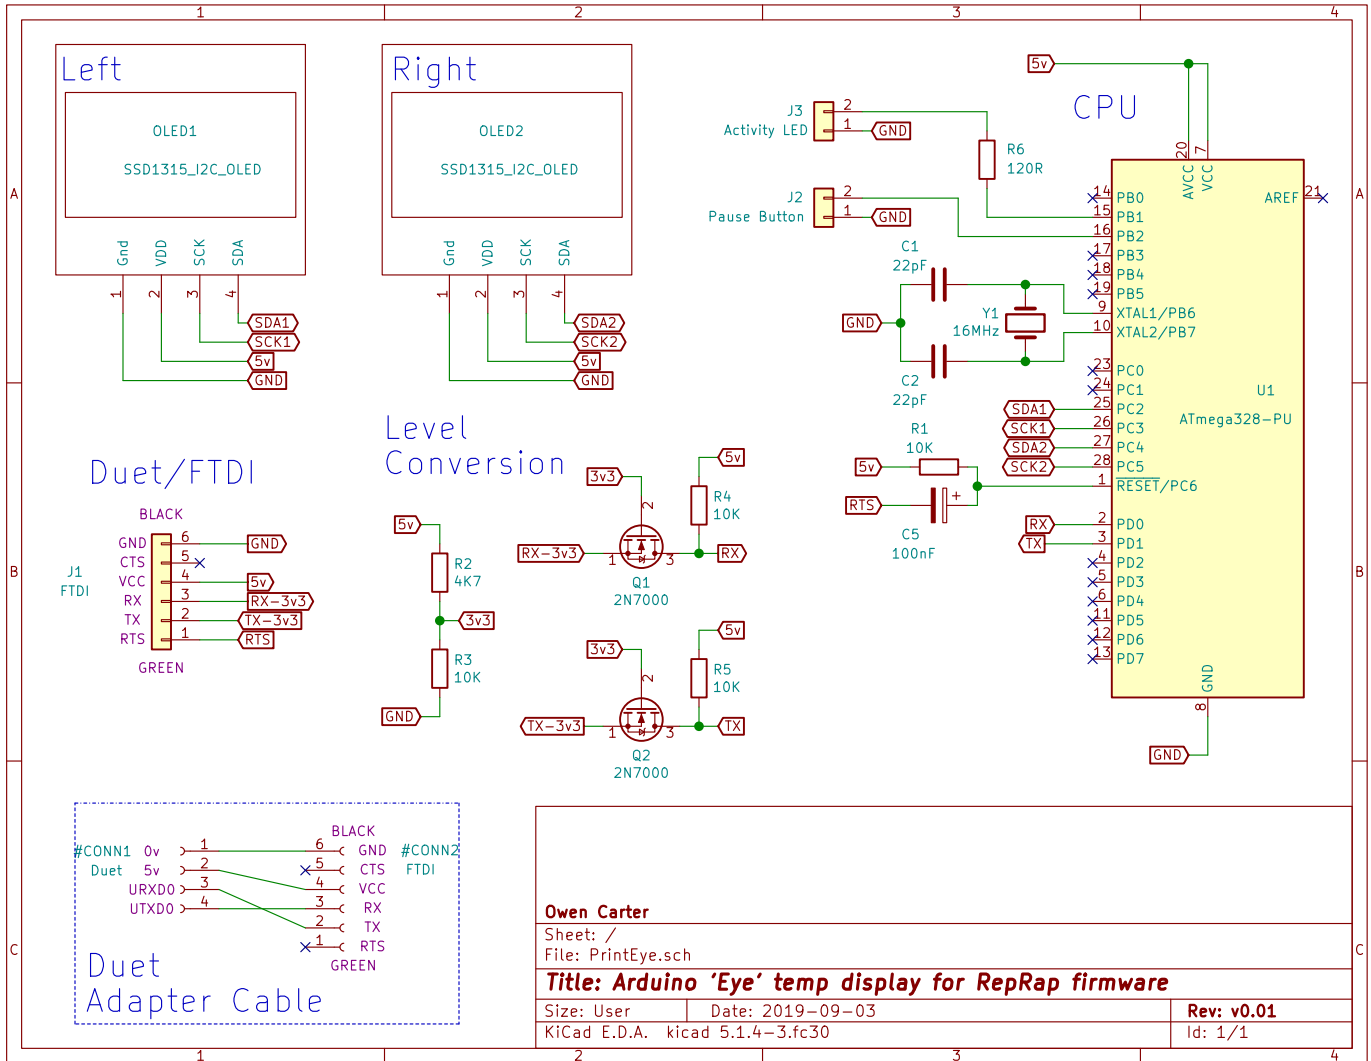 1 2 3 4
A
B
C
Left
OLED1
SSD1315_I2C_OLED
Gnd
VDD
SCK
SDA
1
2
3
4
SDA1
SCK1
5v
GND
Right
OLED2
SSD1315_I2C_OLED
Gnd
VDD
SCK
SDA
1
2
3
4
SDA2
SCK2
5v
GND
CPU
5v
J3
Activity LED
2
1
GND
R6
120R
J2
Pause Button
2
1
GND
C1
22pF
GND
Y1
16MHz
C2
22pF
SDA1
SCK1
SDA2
SCK2
R1
10K
5v
RTS
+
C5
100nF
RX
TX
20 AVCC
7 VCC
AREF 21
14 PB0
15 PB1
16 PB2
17 PB3
18 PB4
19 PB5
9 XTAL1/PB6
10 XTAL2/PB7
23 PC0
24 PC1
25 PC2
26 PC3
27 PC4
28 PC5
1 RESET/PC6
2 PD0
3 PD1
4 PD2
5 PD3
6 PD4
11 PD5
12 PD6
13 PD7
U1
ATmega328-PU
GND
8
GND
Duet/FTDI
BLACK
J1
FTDI
GND 6 GND
CTS 5
VCC 4 5v
RX 3 RX-3v3
TX 2 TX-3v3
RTS 1 RTS
GREEN
Level
Conversion
5v
R2
4K7
3v3
R3
10K
GND
3v3
5v
R4
10K
2
RX-3v3
1
3
RX
Q1
2N7000
3v3
5v
R5
10K
2
TX-3v3
1
3
TX
Q2
2N7000
BLACK
#CONN1 0v 1 6 GND #CONN2
Duet 5v 2 5 CTS FTDI
URXD0 3 4 VCC
UTXD0 4 3 RX
2 TX
1 RTS
GREEN
Duet
Adapter Cable
Owen Carter
Sheet: /
File: PrintEye.sch
Title: Arduino 'Eye' temp display for RepRap firmware
Size: User Date: 2019-09-03 Rev: v0.01
KiCad E.D.A. kicad 5.1.4-3.fc30 Id: 1/1
A
B
C
1 2 3 4